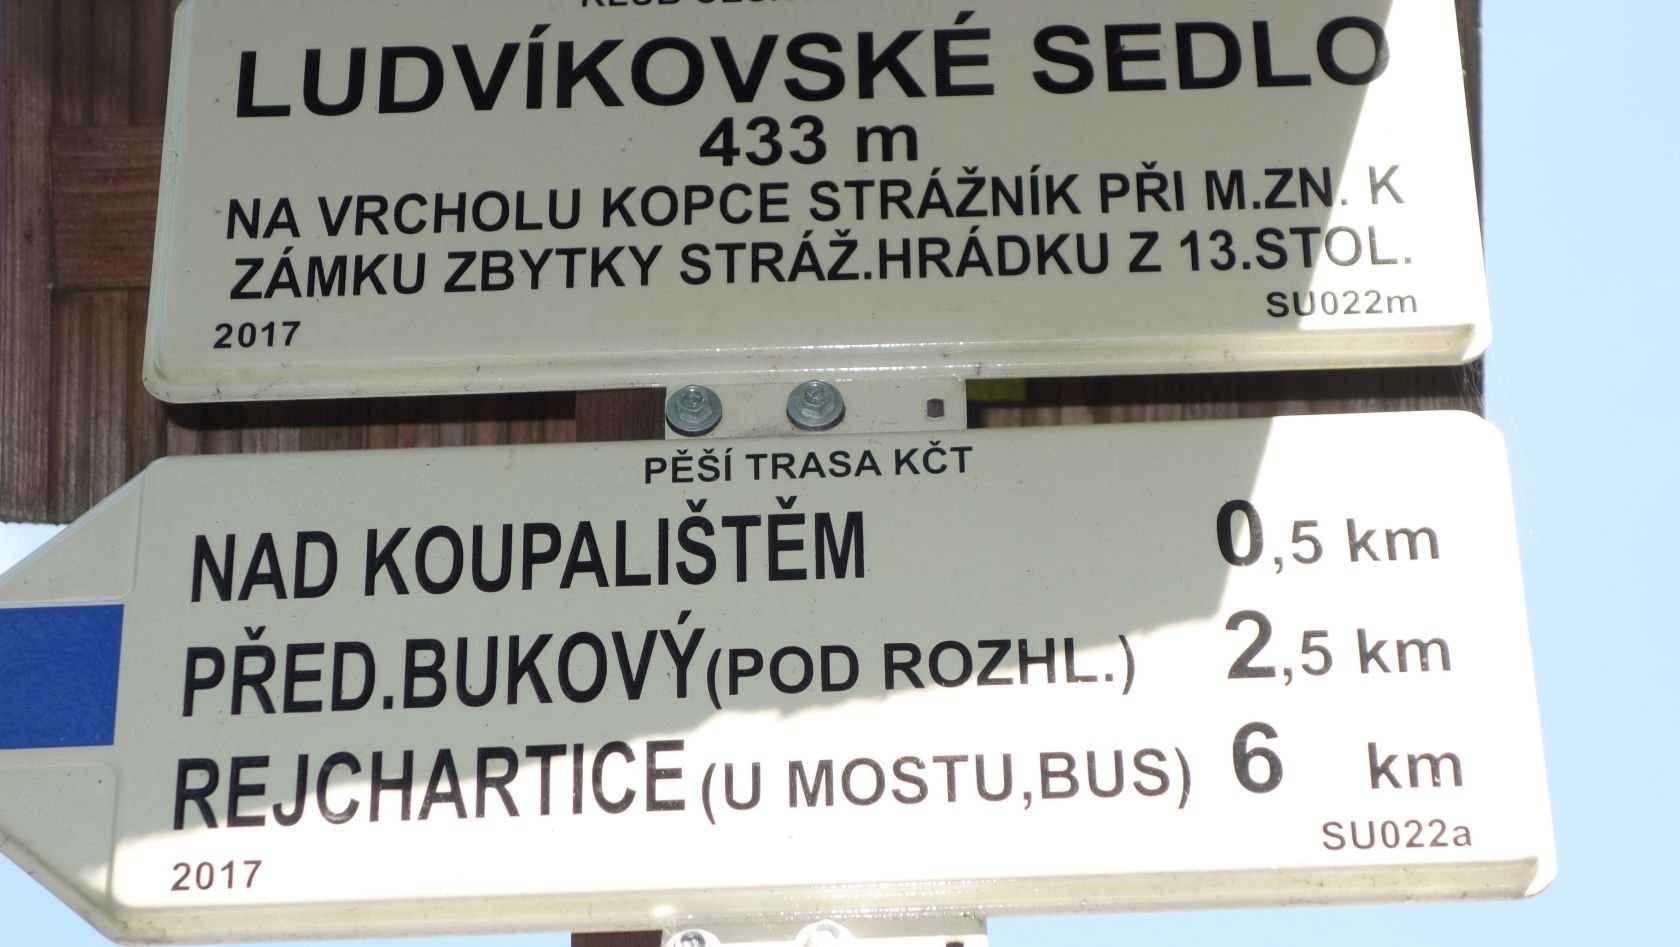 LUDVÍKOVSKÉ SEDLO
433 m
NA VRCHOLU KOPCE STRÁŽNÍK PŘI M.ZN. K
ZÁMKU ZBYTKY STRÁŽ.HRÁDKU Z 13.STOL.
2017 SU022m
PĚŠÍ TRASA KČT
NAD KOUPALIŠTĚM 0,5 km
PŘED.BUKOVÝ(POD ROZHL.) 2,5 km
REJCHARTICE (U MOSTU,BUS) 6 km
SU022a
2017